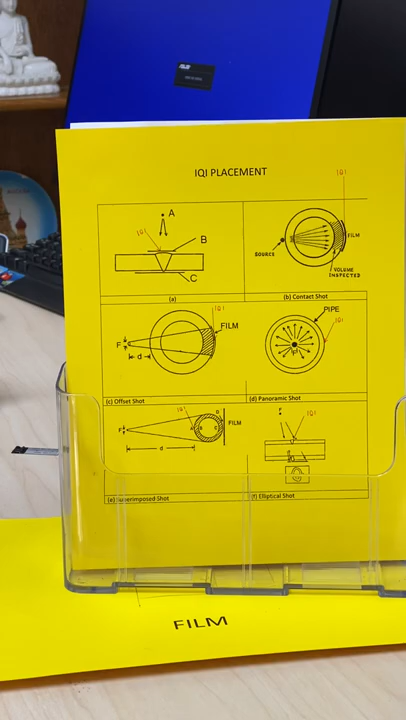 ASUS
IQI PLACEMENT
IQI
A
IQI
B
C
(a)
SOURCE
FILM
VOLUME
INSPECTED
(b) Contact Shot
IQI
FILM
F
d
(c) Offset Shot
PIPE
IQI
F
(d) Panoramic Shot
IQI
D
FILM
F
d
(e) Superimposed Shot
F
IQI
(f) Elliptical Shot
FILM